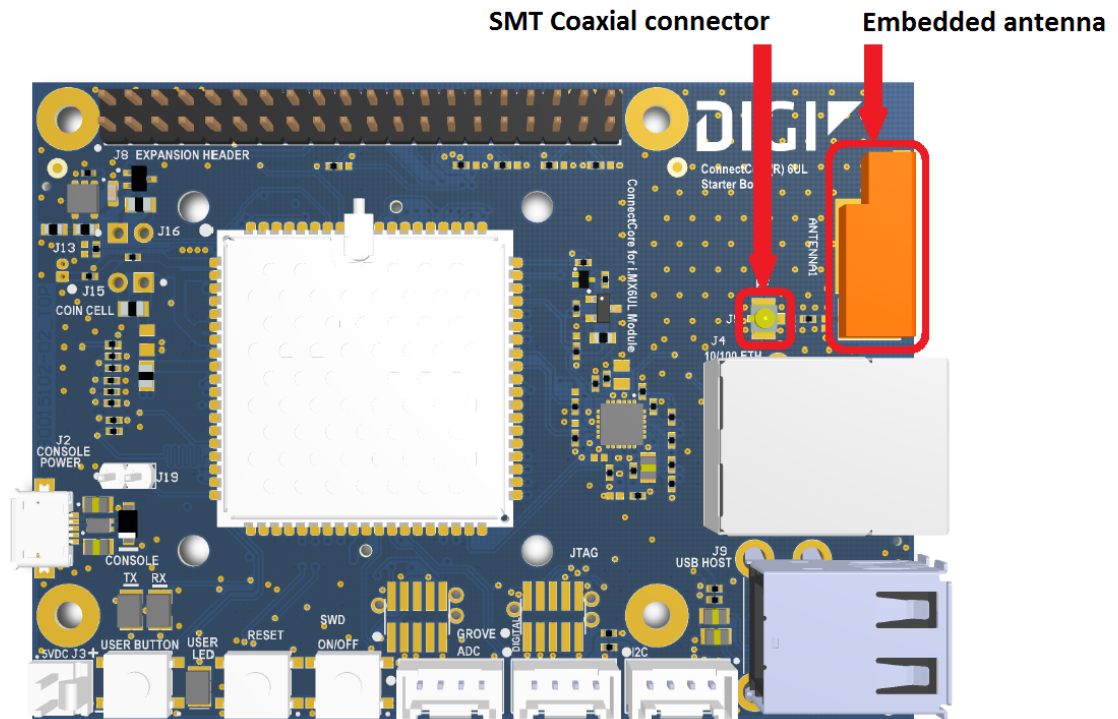 SMT Coaxial connector
Embedded antenna
DIGI
J8 EXPANSION HEADER
Starter
ConnectCore for i.MX6UL Module
ANTENNA1
J16
J13
J15
COIN CELL
J4
10/100 ETH
J2
CONSOLE
POWER
J19
CONSOLE
TX RX
JTAG
J9
USB HOST
SWD
USER BUTTON
USER
LED
RESET
ON/OFF
GROVE
ADC
DIGITAL
I2C
5VDC J3+